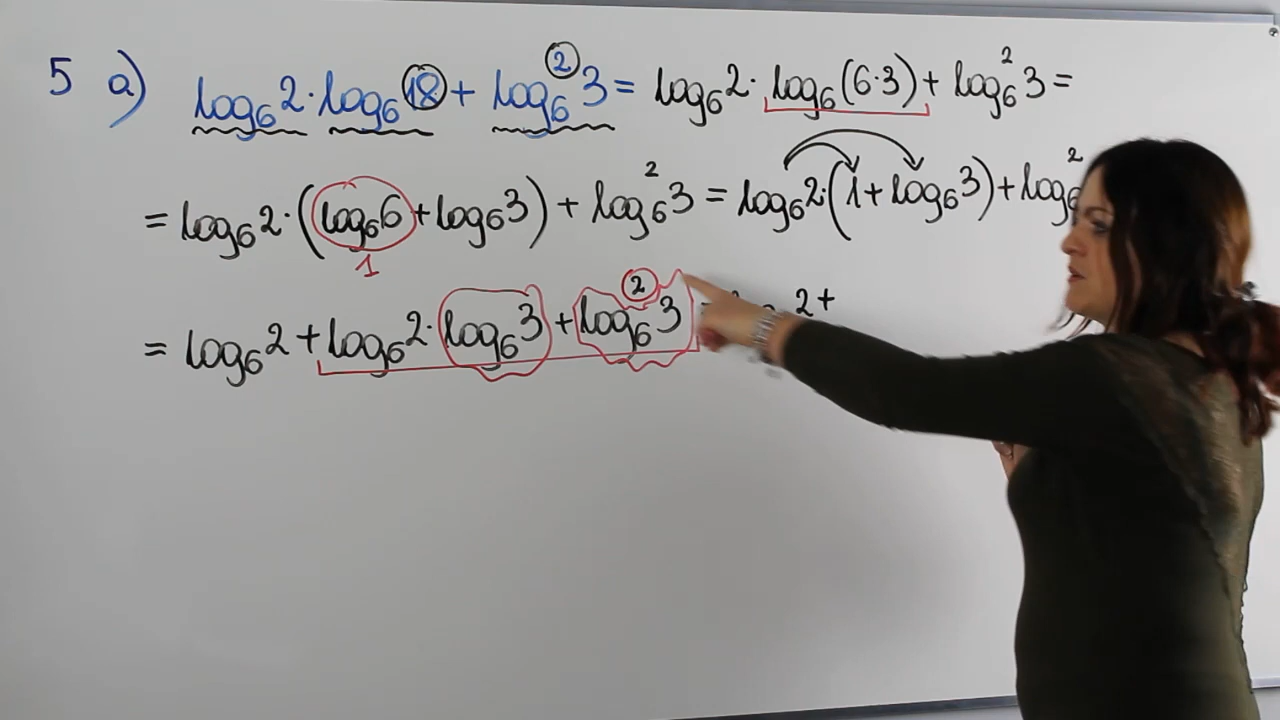 5 a) log₆2·log₆18 + log₆²3 = log₆2·log₆(6·3) + log₆²3 =
= log₆2·(log₆6 + log₆3) + log₆²3 = log₆2·(1 + log₆3) + log₆²
1
= log₆2 + log₆2·log₆3 + log₆²3 2 +